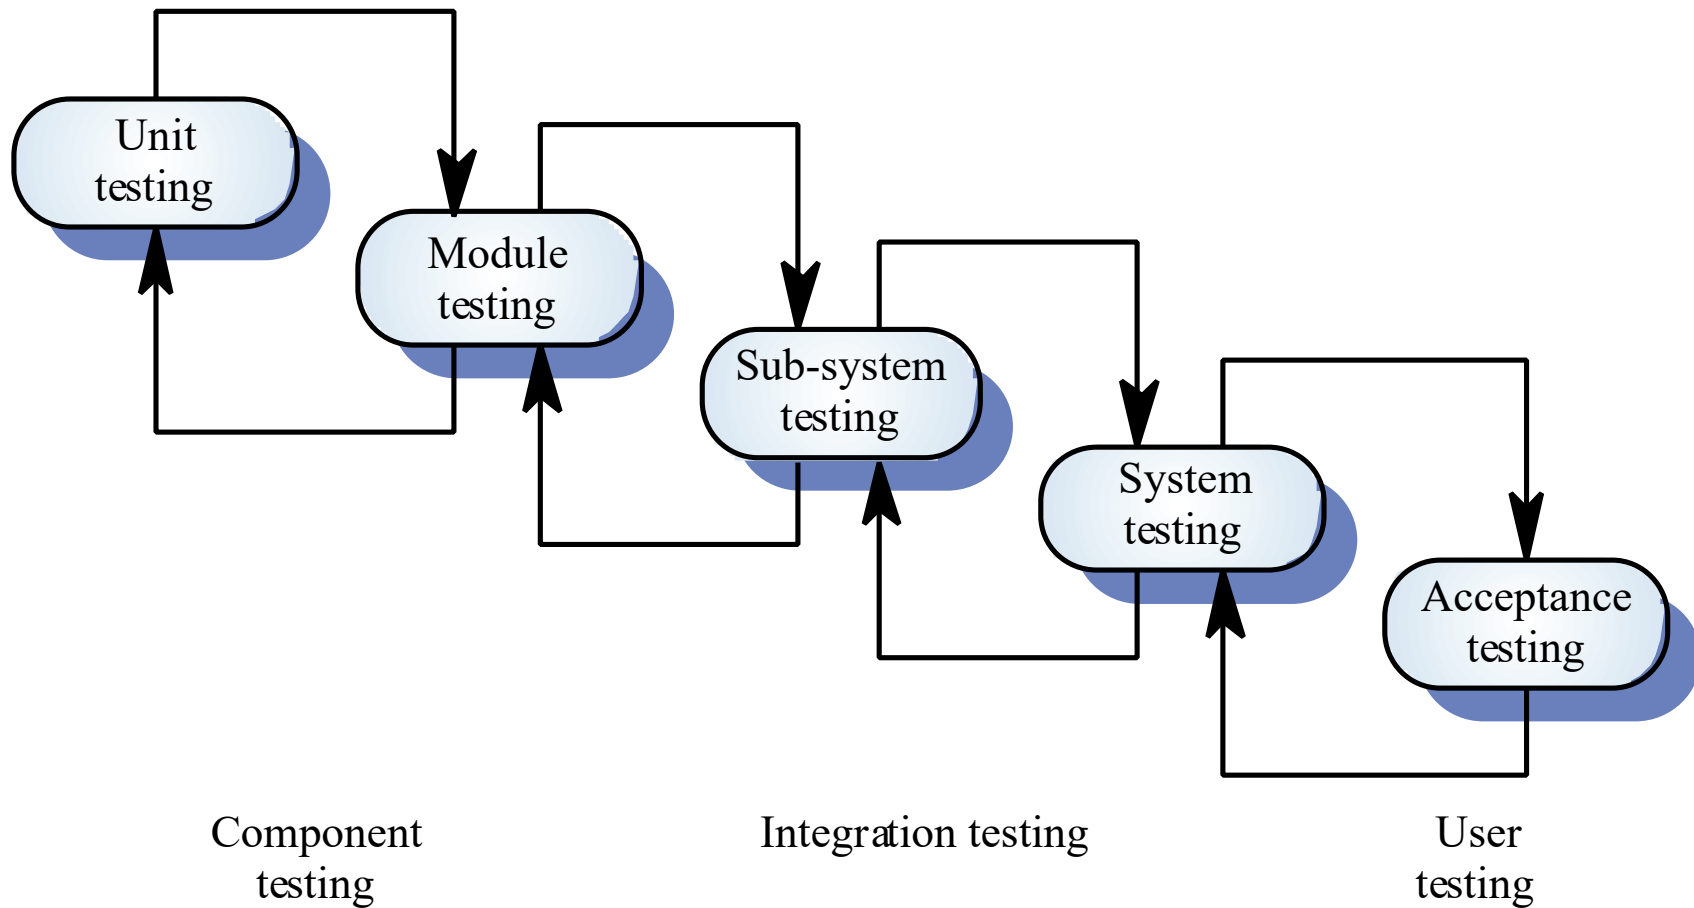 Unit
testing
Module
testing
Sub-system
testing
System
testing
Acceptance
testing
Component
testing
Integration testing
User
testing